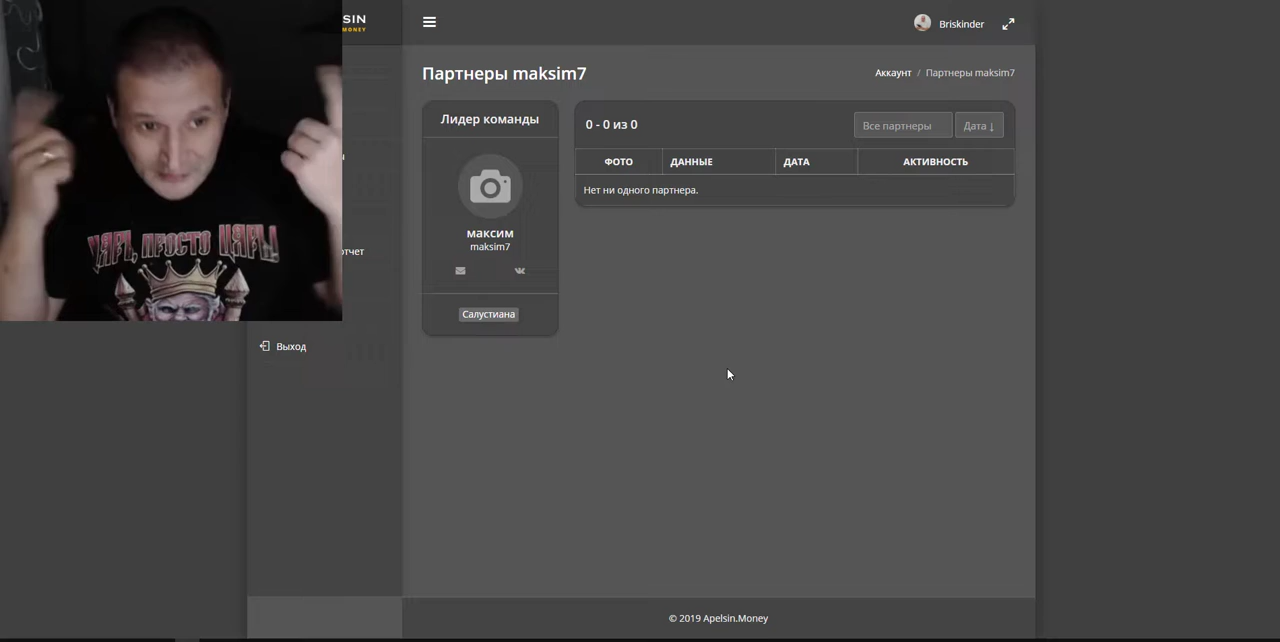 SIN
MONEY
Briskinder
Партнеры maksim7
Аккаунт / Партнеры maksim7
Лидер команды
максим
maksim7
Салустиана
0 - 0 из 0
Все партнеры
Дата ↓
ФОТО ДАННЫЕ ДАТА АКТИВНОСТЬ
Нет ни одного партнера.
ЦАРЬ, ПРОСТО ЦАРЬ!
отчет
Выход
© 2019 Apelsin.Money